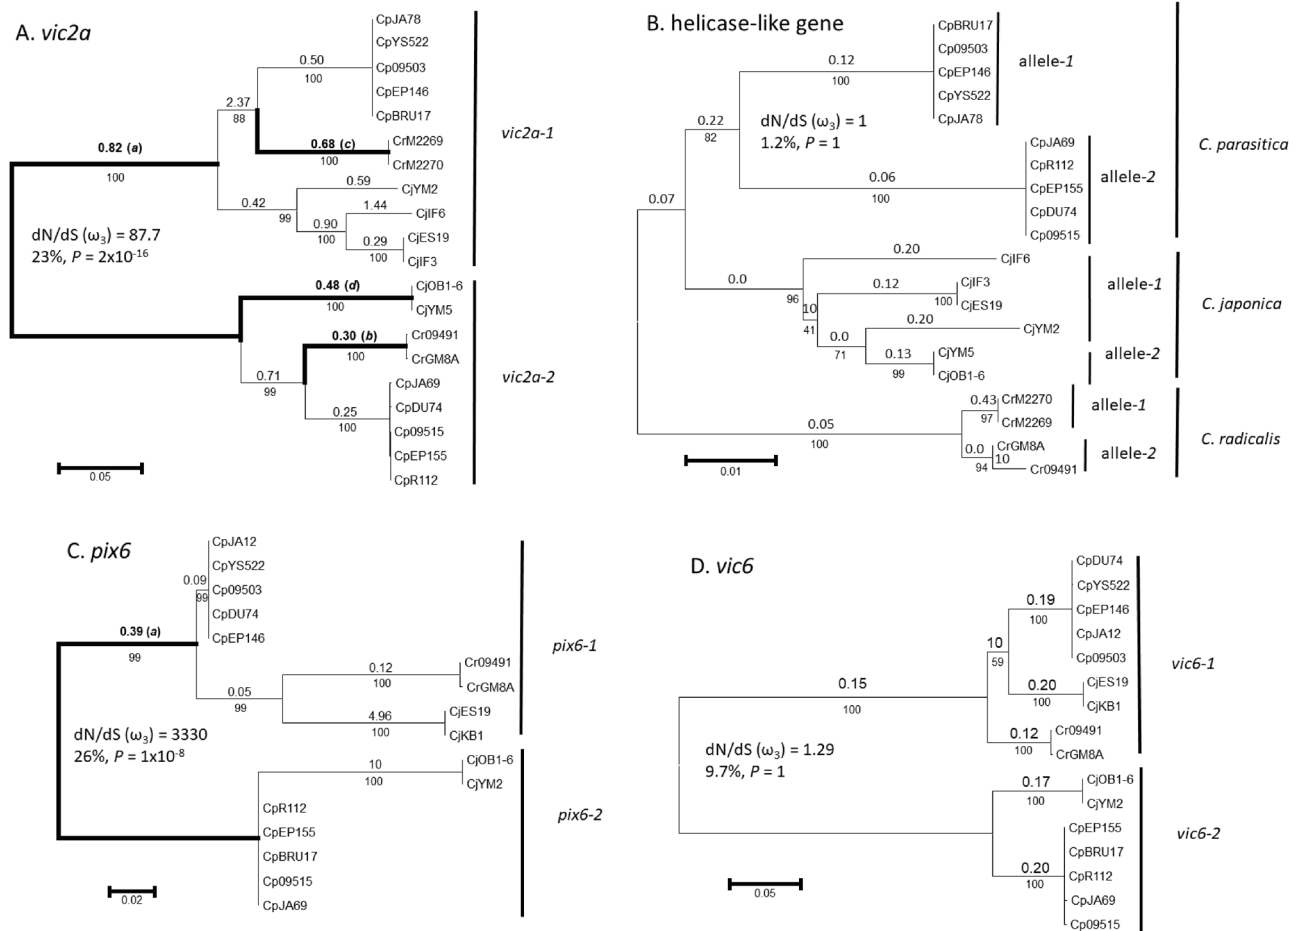 A. vic2a
CpJA78
CpYS522
0.50
Cp09503
100
CpEP146
2.37
CpBRU17
88
vic2a-1
0.82 (a)
0.68 (c)
CrM2269
100
100
CrM2270
0.59
CjYM2
0.42
99
1.44
CjIF6
0.90
100
dN/dS (ω3) = 87.7
23%, P = 2x10-16
0.29
CjES19
100
CjIF3
0.48 (d)
CjOB1-6
100
CjYM5
0.30 (b)
Cr09491
100
CrGM8A
vic2a-2
0.71
99
CpJA69
CpDU74
0.25
Cp09515
100
CpEP155
CpR112
0.05
B. helicase-like gene
CpBRU17
Cp09503
0.12
CpEP146
100
CpYS522
CpJA78
allele-1
0.22
82
dN/dS (ω3) = 1
1.2%, P = 1
C. parasitica
CpJA69
CpR112
0.06
CpEP155
100
CpDU74
Cp09515
allele-2
0.07
0.20
CjIF6
0.0
96
0.12
CjIF3
100
CjES19
allele-1
10
41
0.20
CjYM2
C. japonica
0.0
71
0.13
CjYM5
99
CjOB1-6
allele-2
0.43
CrM2270
97
CrM2269
allele-1
0.05
100
C. radicalis
0.0
94
CrGM8A
10
Cr09491
allele-2
0.01
C. pix6
CpJA12
CpYS522
0.09
99
Cp09503
CpDU74
CpEP146
0.39 (a)
99
pix6-1
0.12
Cr09491
100
CrGM8A
0.05
99
4.96
CjES19
100
CjKB1
dN/dS (ω3) = 3330
26%, P = 1x10-8
10
CjOB1-6
100
CjYM2
pix6-2
CpR112
CpEP155
CpBRU17
Cp09515
CpJA69
0.02
D. vic6
CpDU74
CpYS522
0.19
CpEP146
100
CpJA12
Cp09503
10
59
vic6-1
0.15
100
0.20
CjES19
100
CjKB1
0.12
Cr09491
100
CrGM8A
dN/dS (ω3) = 1.29
9.7%, P = 1
0.17
CjOB1-6
100
CjYM2
vic6-2
CpEP155
CpBRU17
0.20
CpR112
100
CpJA69
Cp09515
0.05